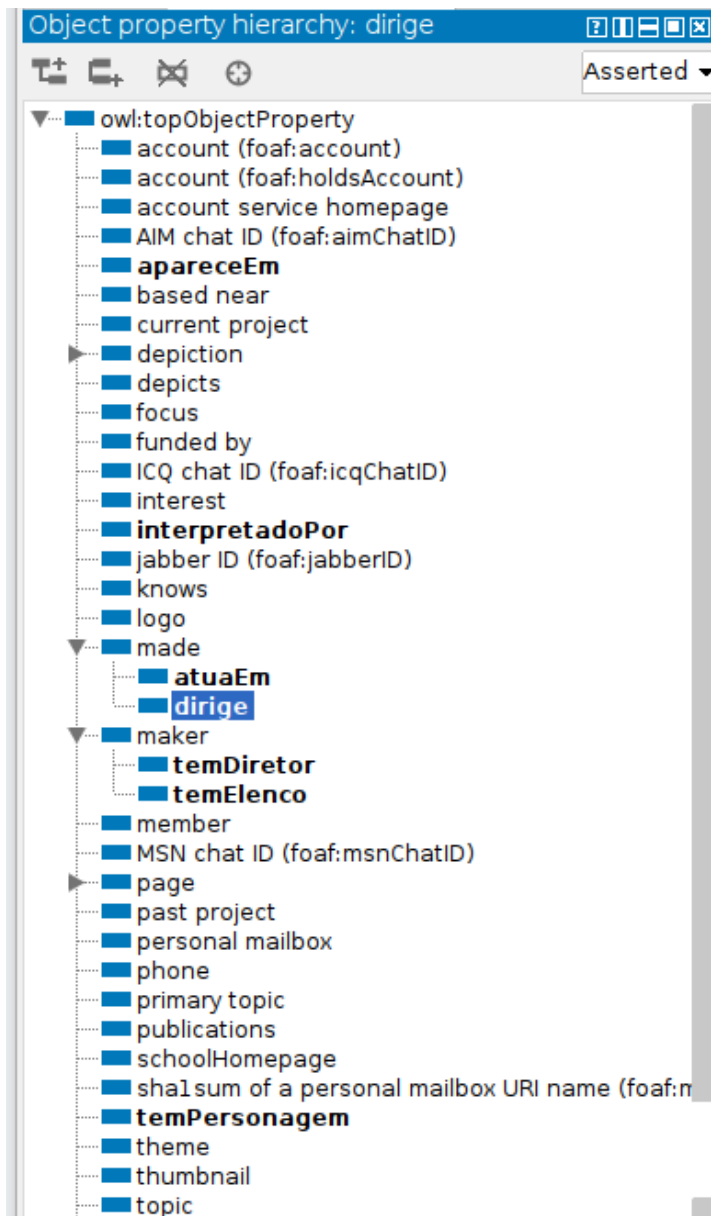 Object property hierarchy: dirige
Asserted
owl:topObjectProperty
account (foaf:account)
account (foaf:holdsAccount)
account service homepage
AIM chat ID (foaf:aimChatID)
apareceEm
based near
current project
depiction
depicts
focus
funded by
ICQ chat ID (foaf:icqChatID)
interest
interpretadoPor
jabber ID (foaf:jabberID)
knows
logo
made
atuaEm
dirige
maker
temDiretor
temElenco
member
MSN chat ID (foaf:msnChatID)
page
past project
personal mailbox
phone
primary topic
publications
schoolHomepage
sha1sum of a personal mailbox URI name (foaf:m
temPersonagem
theme
thumbnail
topic